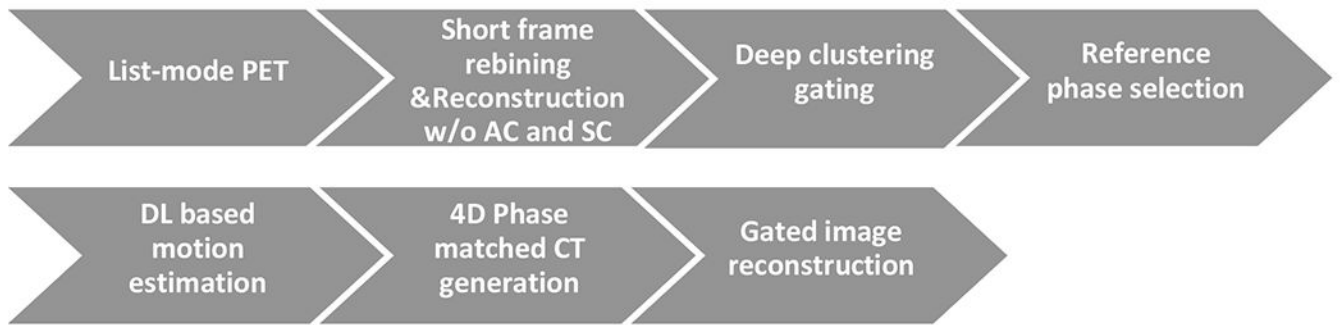 List-mode PET
Short frame
rebining
&Reconstruction
w/o AC and SC
Deep clustering
gating
Reference
phase selection
DL based
motion
estimation
4D Phase
matched CT
generation
Gated image
reconstruction